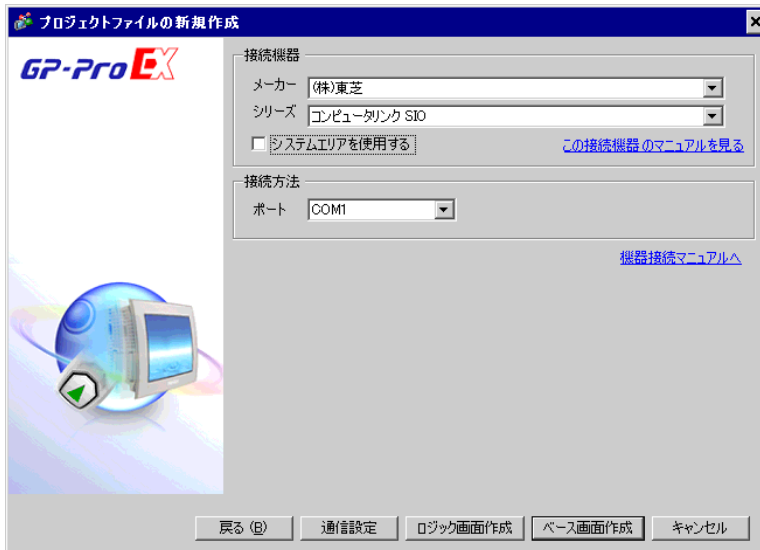 プロジェクトファイルの新規作成
GP-Pro EX
接続機器
メーカー (株)東芝
シリーズ コンピュータリンク SIO
システムエリアを使用する この接続機器のマニュアルを見る
接続方法
ポート COM1
機器接続マニュアルへ
戻る (B) 通信設定 ロジック画面作成 ベース画面作成 キャンセル